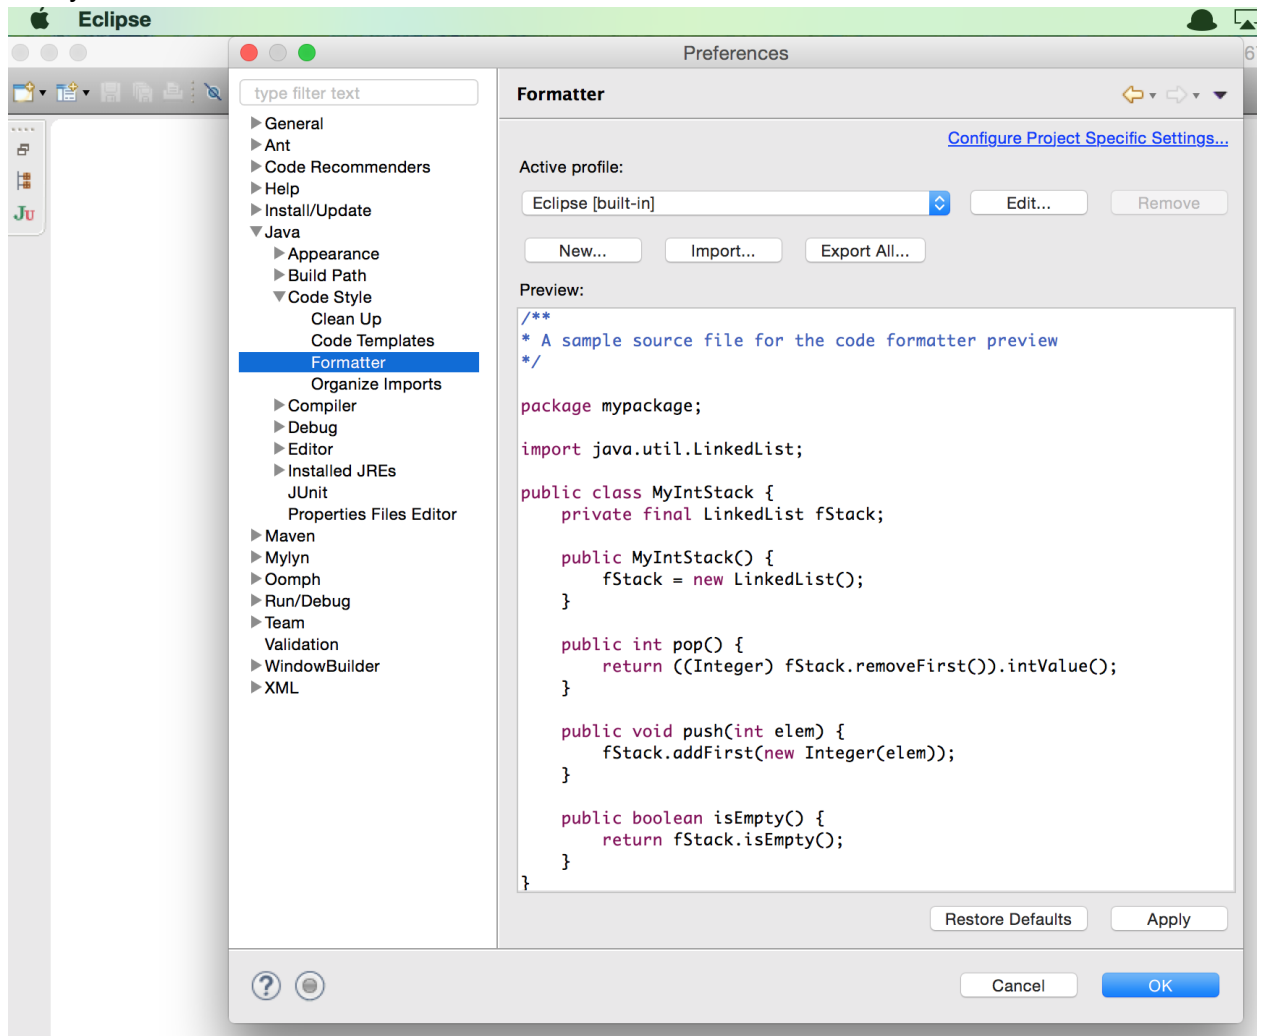 Eclipse
Preferences
type filter text
Formatter
General
Ant
Code Recommenders
Help
Install/Update
Java
Appearance
Build Path
Code Style
Clean Up
Code Templates
Formatter
Organize Imports
Compiler
Debug
Editor
Installed JREs
JUnit
Properties Files Editor
Maven
Mylyn
Oomph
Run/Debug
Team
Validation
WindowBuilder
XML
Configure Project Specific Settings...
Active profile:
Eclipse [built-in] Edit... Remove
New... Import... Export All...
Preview:
/**
* A sample source file for the code formatter preview
*/
package mypackage;
import java.util.LinkedList;
public class MyIntStack {
private final LinkedList fStack;
public MyIntStack() {
fStack = new LinkedList();
}
public int pop() {
return ((Integer) fStack.removeFirst()).intValue();
}
public void push(int elem) {
fStack.addFirst(new Integer(elem));
}
public boolean isEmpty() {
return fStack.isEmpty();
}
}
Restore Defaults Apply
? Cancel OK
JU